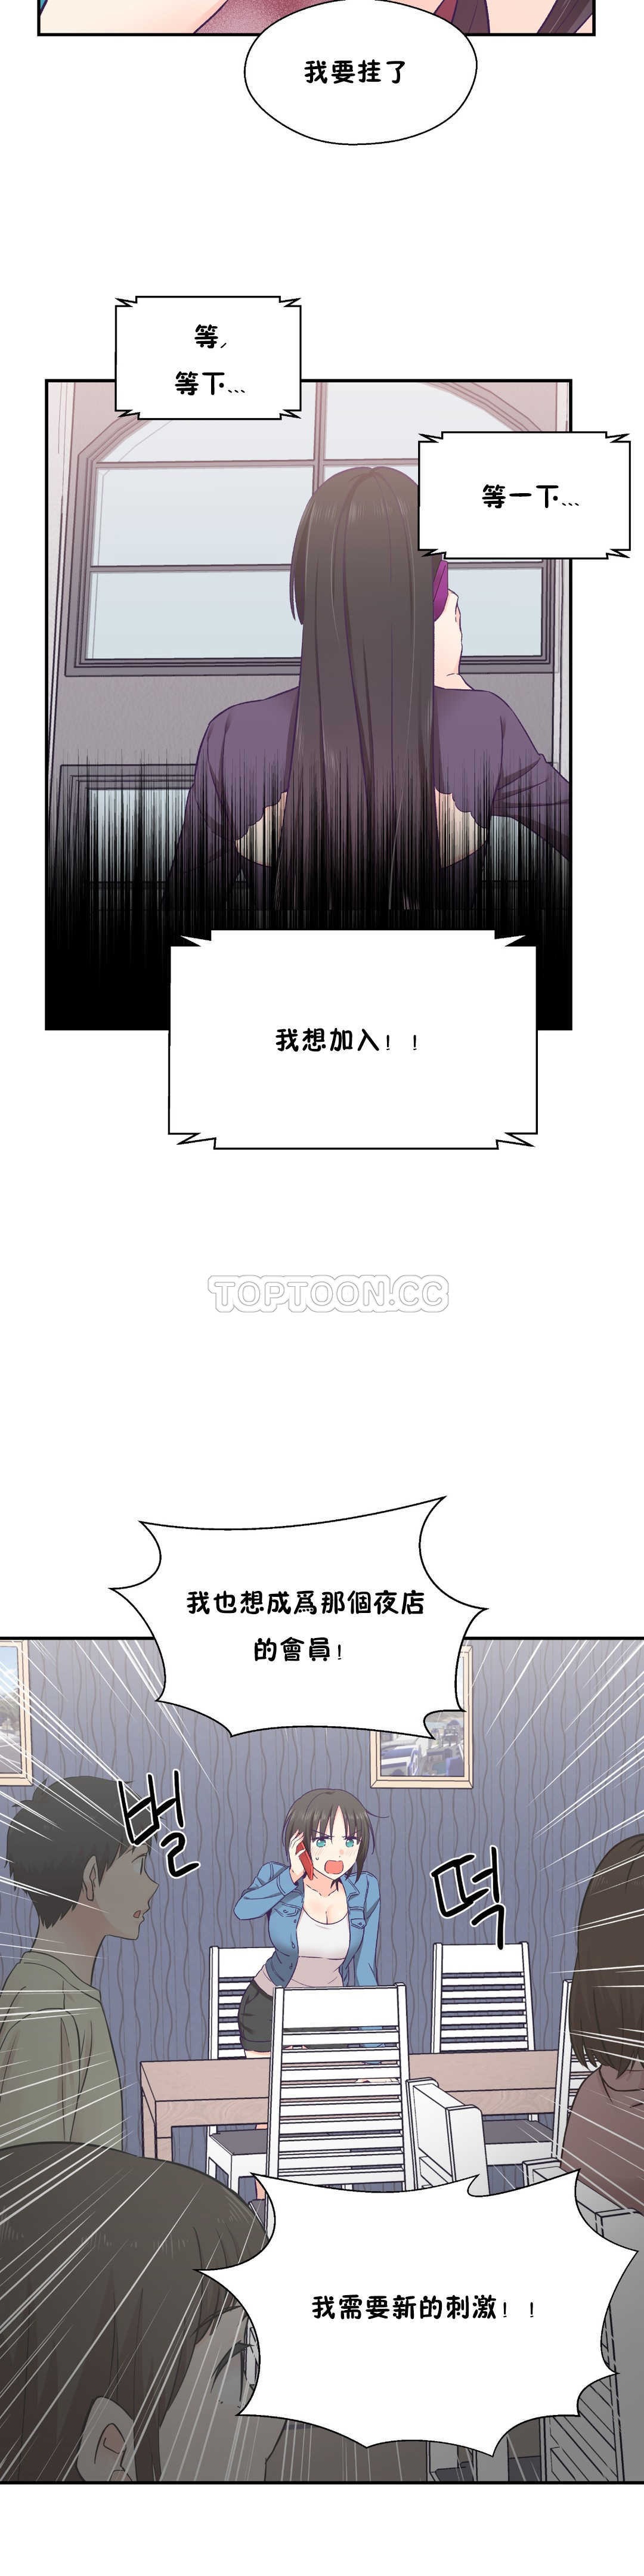 我要挂了
等,
等下...
等一下...
我想加入！！
TOPTOON.CC
我也想成爲那個夜店
的會員！
벌
떡
我需要新的刺激！！